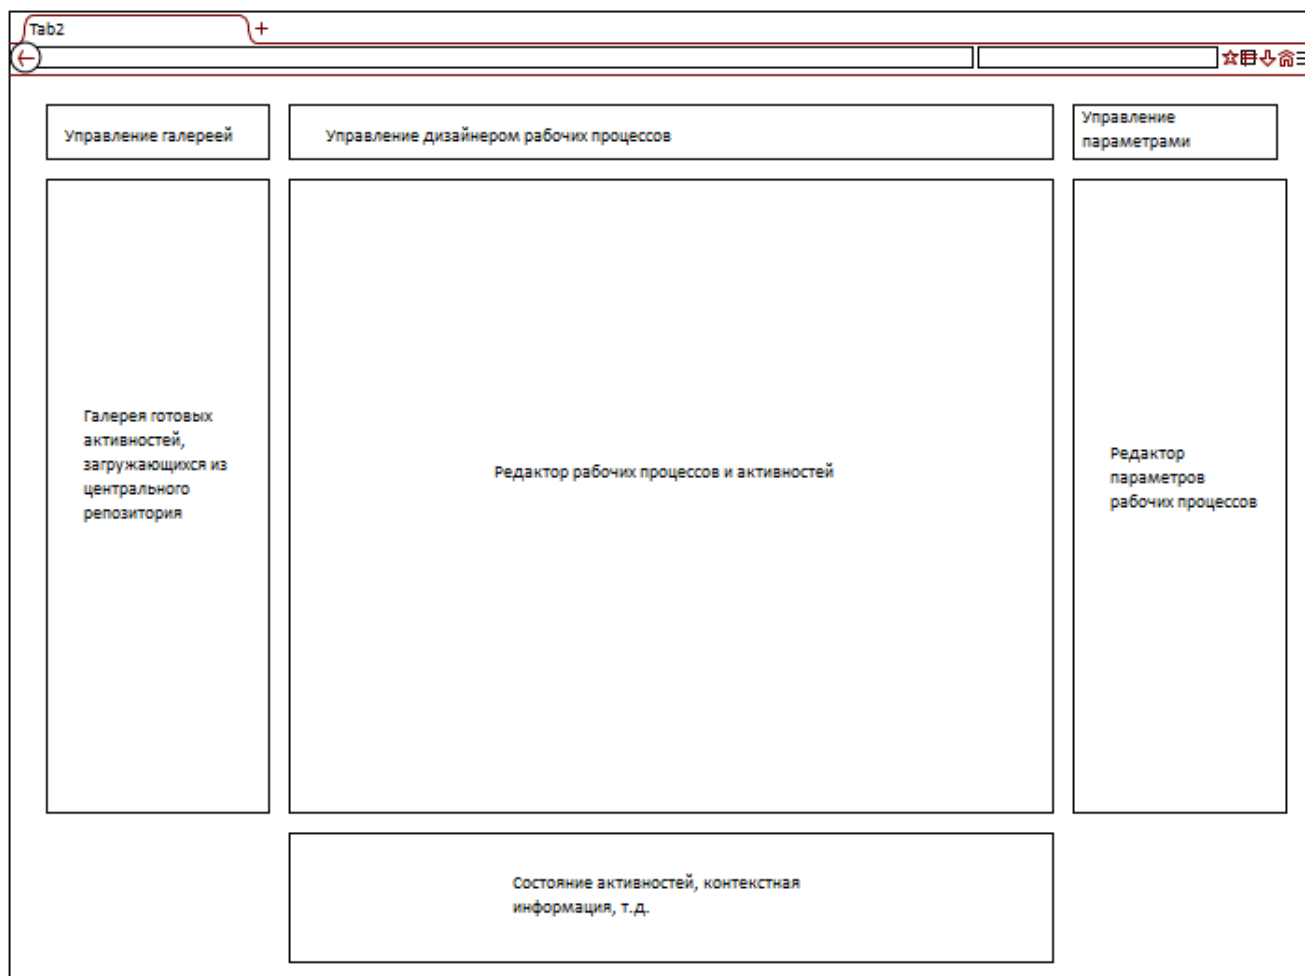 Tab2
Управление галереей
Управление дизайнером рабочих процессов
Управление
параметрами
Галерея готовых
активностей,
загружающихся из
центрального
репозитория
Редактор рабочих процессов и активностей
Редактор
параметров
рабочих процессов
Состояние активностей, контекстная
информация, т.д.